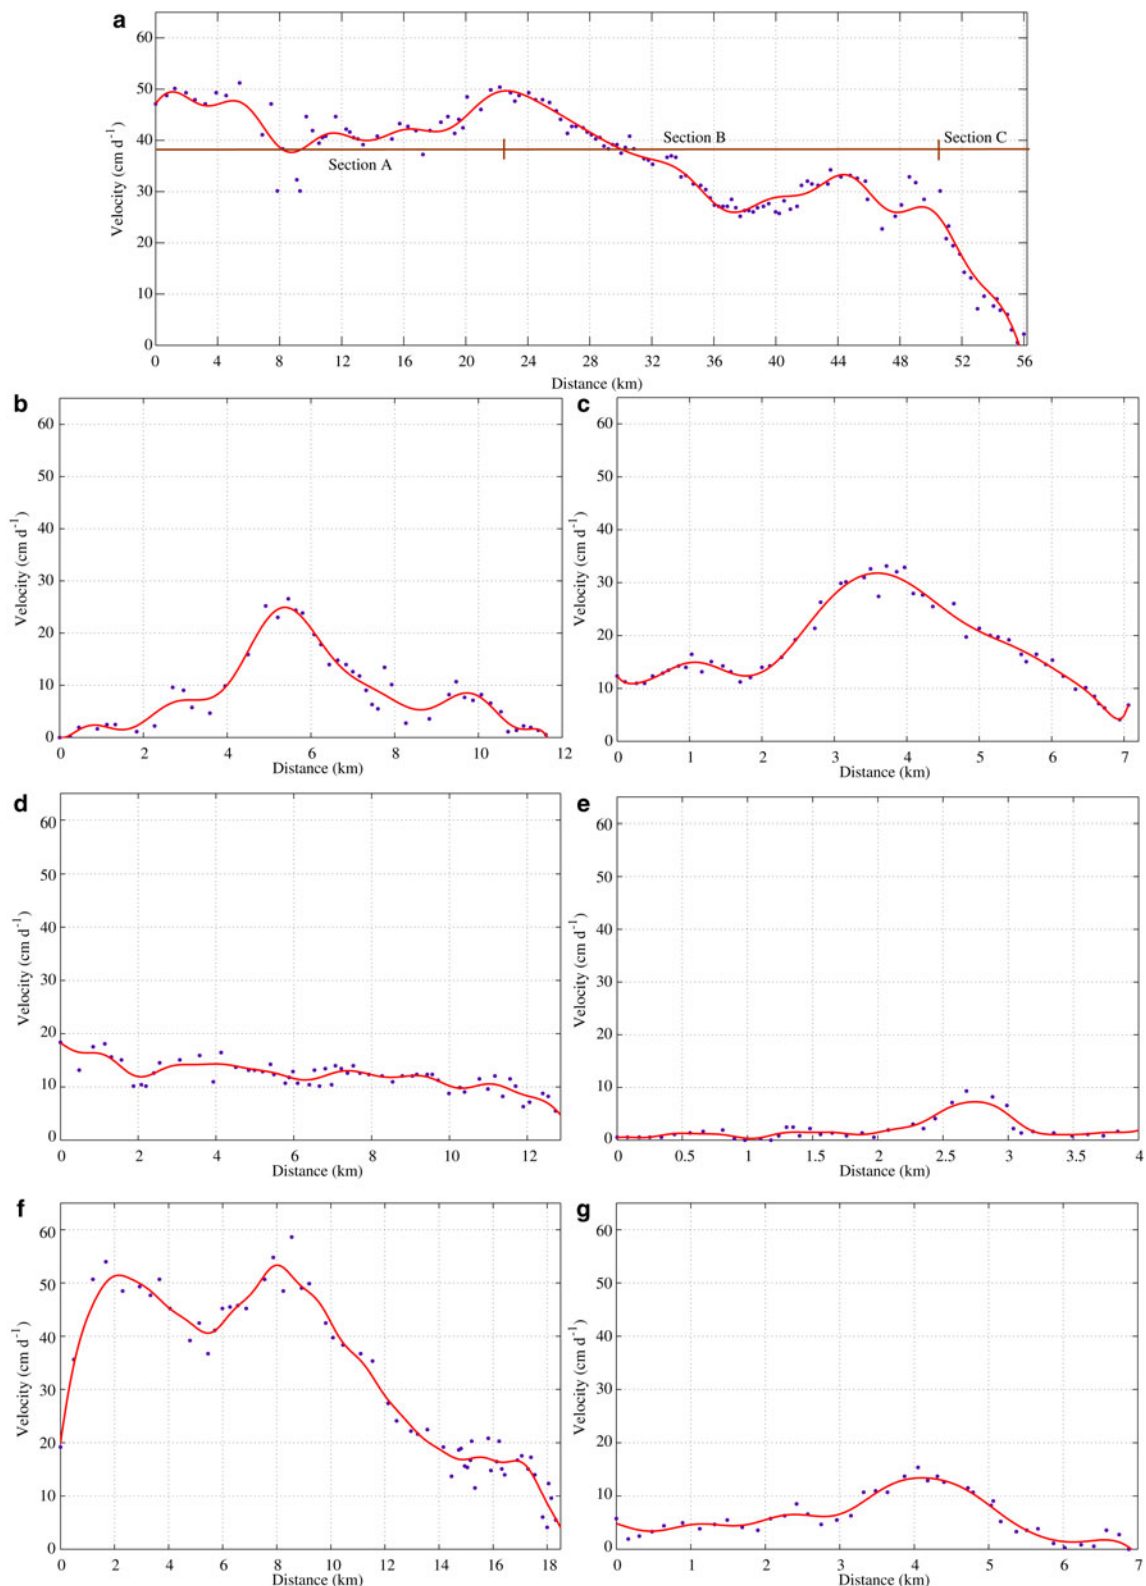 a
60
50
40
30
20
10
0
Velocity (cm d⁻¹)
Section A
Section B
Section C
0 4 8 12 16 20 24 28 32 36 40 44 48 52 56
Distance (km)
b
60
50
40
30
20
10
0
Velocity (cm d⁻¹)
0 2 4 6 8 10 12
Distance (km)
c
60
50
40
30
20
10
0
Velocity (cm d⁻¹)
0 1 2 3 4 5 6 7
Distance (km)
d
60
50
40
30
20
10
0
Velocity (cm d⁻¹)
0 2 4 6 8 10 12
Distance (km)
e
60
50
40
30
20
10
0
Velocity (cm d⁻¹)
0 0.5 1 1.5 2 2.5 3 3.5 4
Distance (km)
f
60
50
40
30
20
10
0
Velocity (cm d⁻¹)
0 2 4 6 8 10 12 14 16 18
Distance (km)
g
60
50
40
30
20
10
0
Velocity (cm d⁻¹)
0 1 2 3 4 5 6 7
Distance (km)